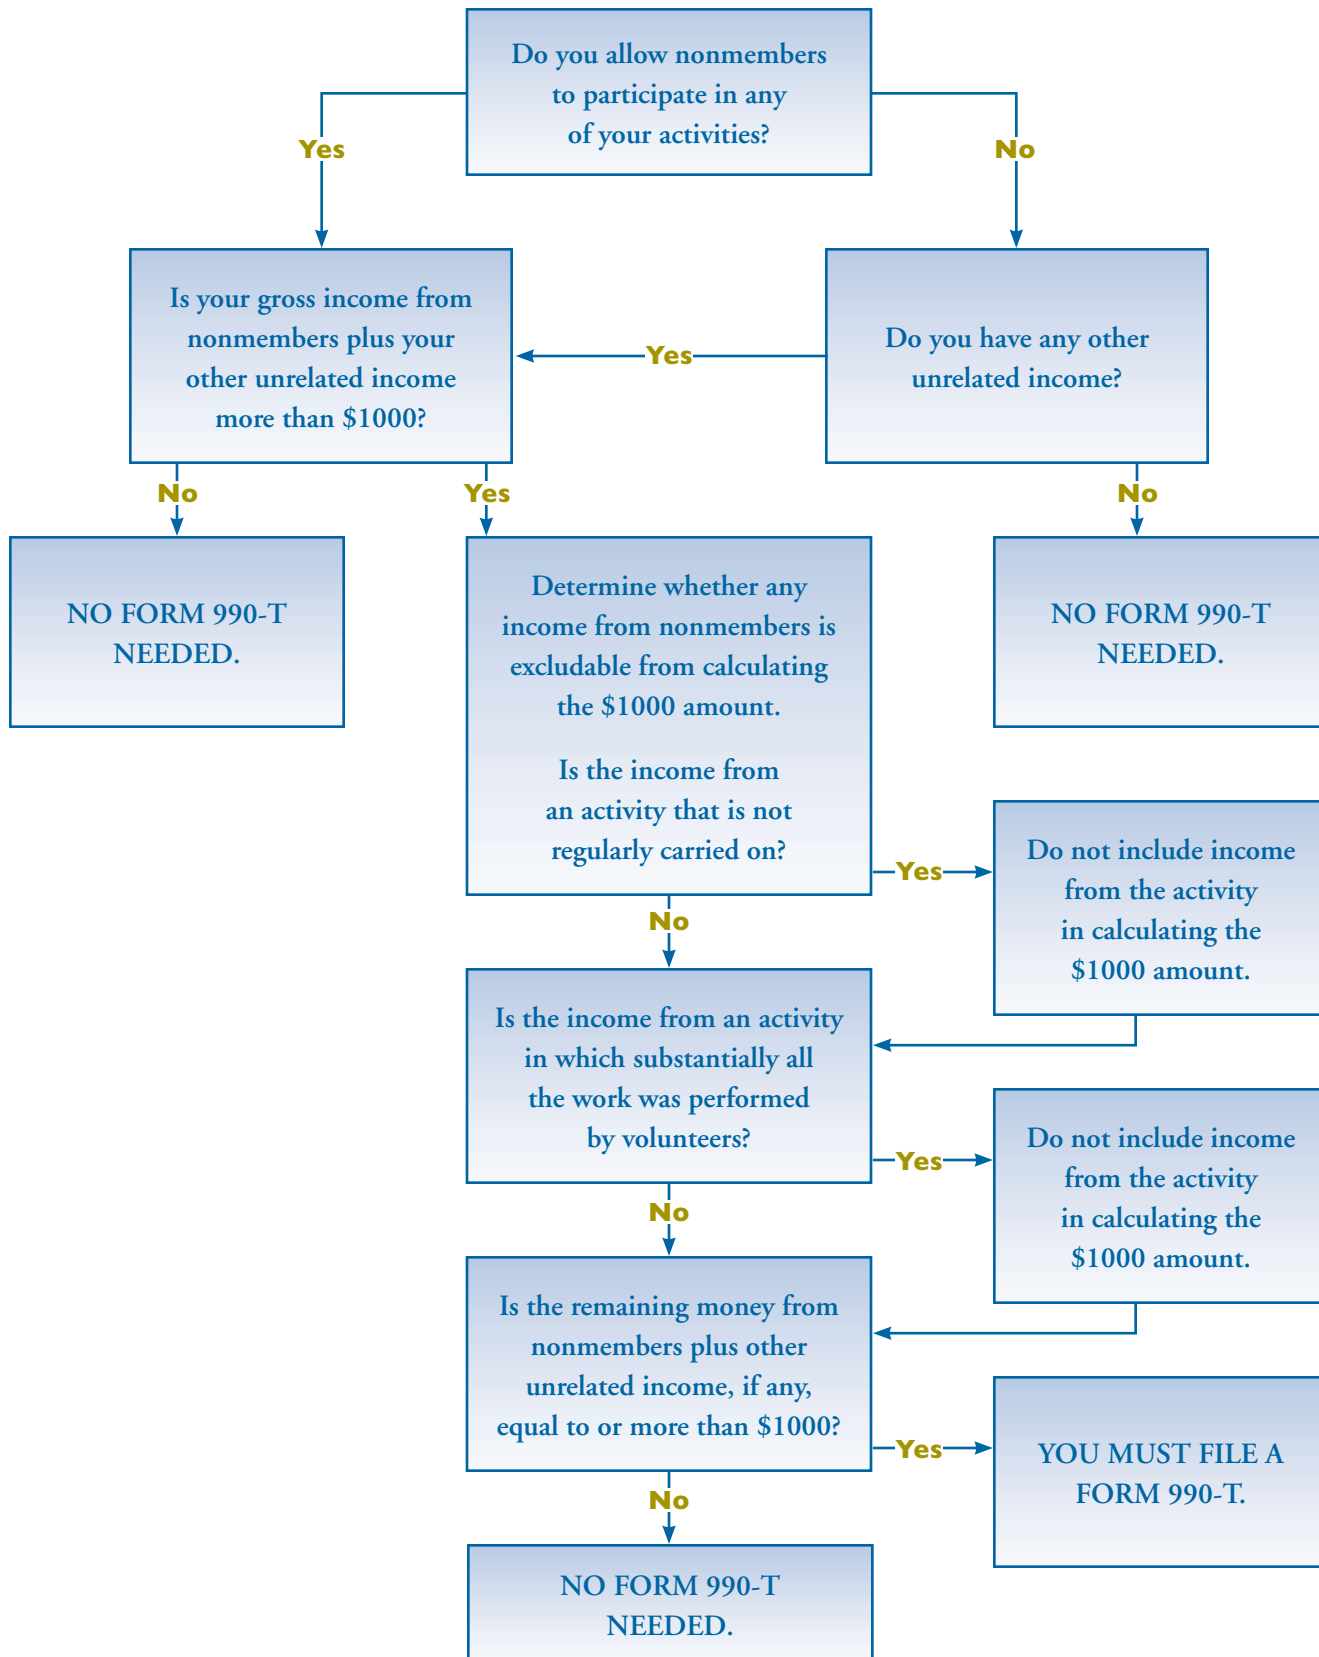 Do you allow nonmembers
to participate in any
of your activities?
Yes
No
Is your gross income from
nonmembers plus your
other unrelated income
more than $1000?
Yes
Do you have any other
unrelated income?
No
Yes
No
NO FORM 990-T
NEEDED.
Determine whether any
income from nonmembers is
excludable from calculating
the $1000 amount.
Is the income from
an activity that is not
regularly carried on?
NO FORM 990-T
NEEDED.
Yes
Do not include income
from the activity
in calculating the
$1000 amount.
No
Is the income from an activity
in which substantially all
the work was performed
by volunteers?
Yes
Do not include income
from the activity
in calculating the
$1000 amount.
No
Is the remaining money from
nonmembers plus other
unrelated income, if any,
equal to or more than $1000?
Yes
YOU MUST FILE A
FORM 990-T.
No
NO FORM 990-T
NEEDED.